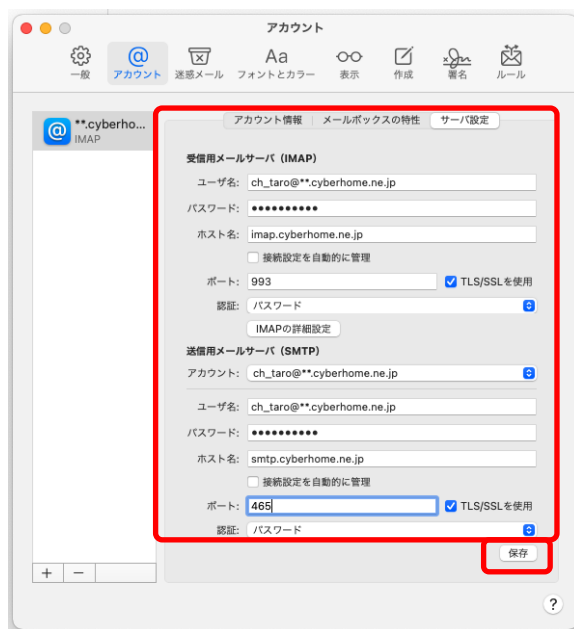 アカウント
一般 アカウント 迷惑メール フォントとカラー 表示 作成 署名 ルール
Aa
**.cyberho...
IMAP
アカウント情報 メールボックスの特性 サーバ設定
受信用メールサーバ（IMAP）
ユーザ名: ch_taro@**.cyberhome.ne.jp
パスワード: ●●●●●●●●●●
ホスト名: imap.cyberhome.ne.jp
接続設定を自動的に管理
ポート: 993 TLS/SSLを使用
認証: パスワード
IMAPの詳細設定
送信用メールサーバ（SMTP）
アカウント: ch_taro@**.cyberhome.ne.jp
ユーザ名: ch_taro@**.cyberhome.ne.jp
パスワード: ●●●●●●●●●●
ホスト名: smtp.cyberhome.ne.jp
接続設定を自動的に管理
ポート: 465 TLS/SSLを使用
認証: パスワード
保存
+ −
?